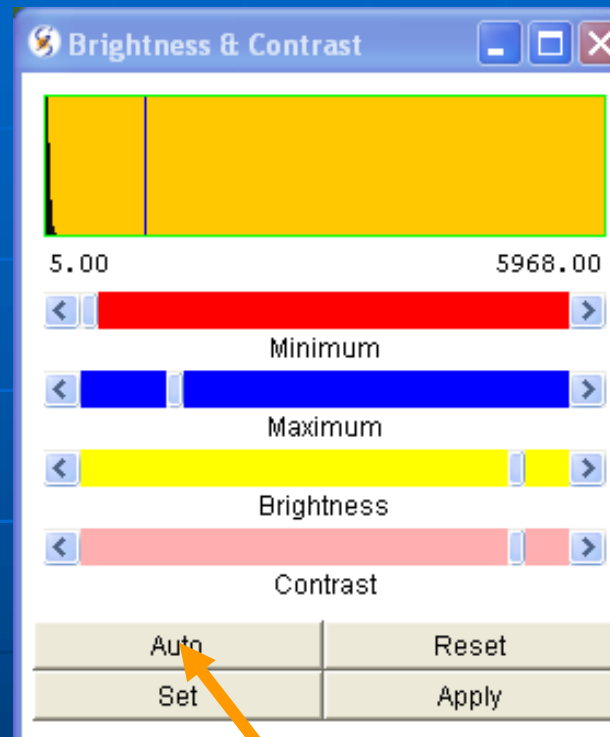 Brightness & Contrast
5.00 5968.00
Minimum
Maximum
Brightness
Contrast
Auto Reset
Set Apply